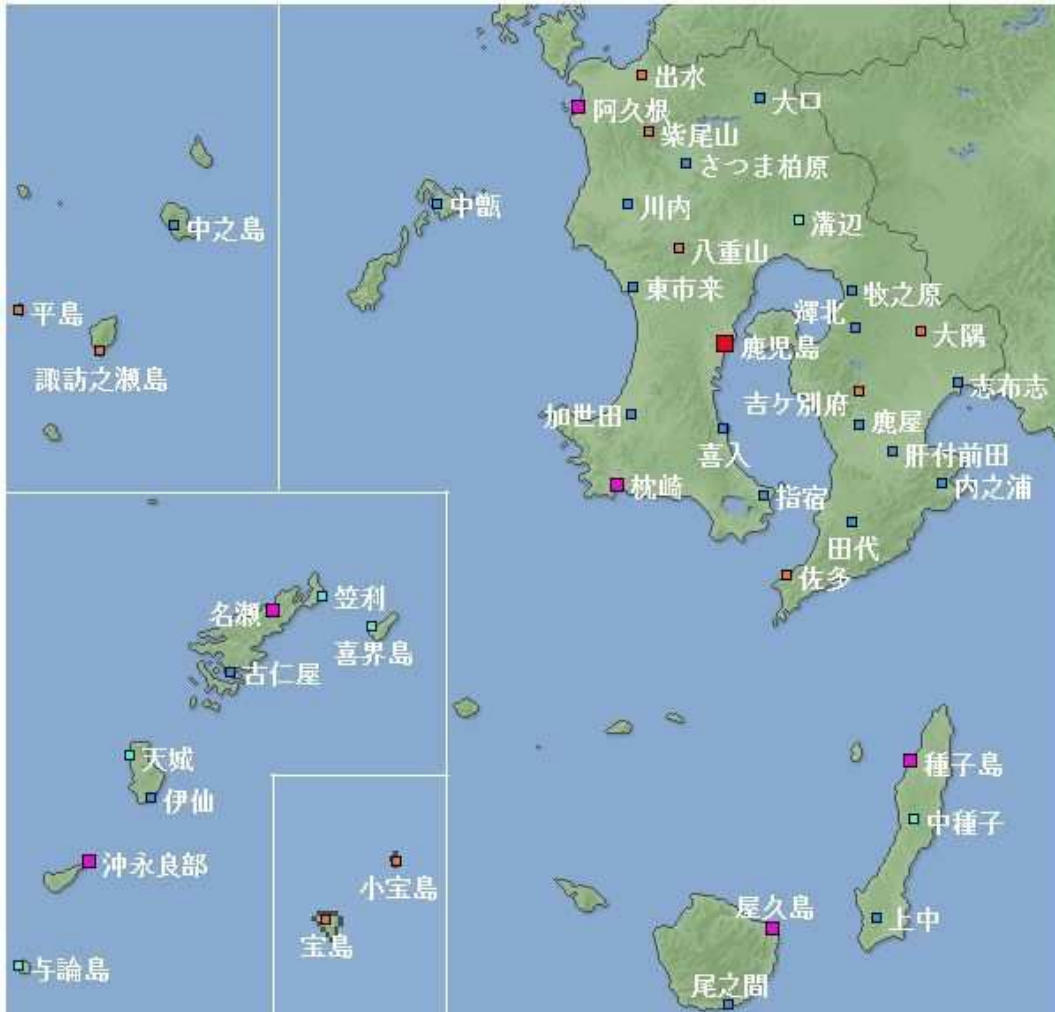 出水
大口
阿久根
柴尾山
さつま柏原
中甑
川内
中之島
溝辺
八重山
東市来
牧之原
平島
輝北
大隅
鹿児島
諏訪之瀬島
志布志
吉ケ別府
加世田
鹿屋
喜入
肝付前田
枕崎
指宿
内之浦
田代
佐多
笠利
名瀬
喜界島
古仁屋
天城
種子島
伊仙
中種子
沖永良部
小宝島
屋久島
上中
宝島
与論島
尾之間